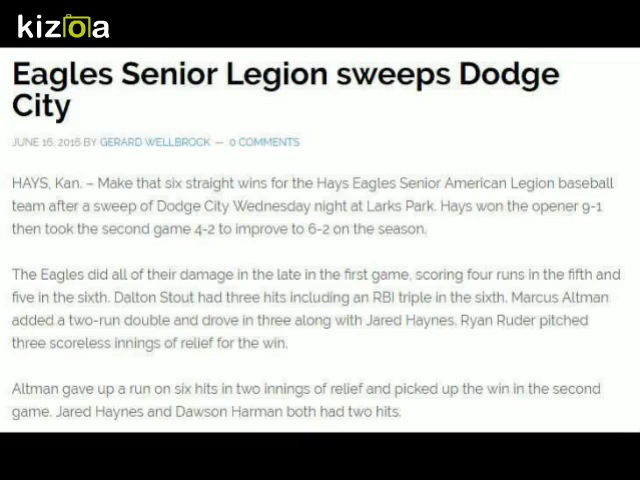 kizoa
Eagles Senior Legion sweeps Dodge
City
JUNE 16, 2016 BY GERARD WELLBROCK — 0 COMMENTS
HAYS, Kan. – Make that six straight wins for the Hays Eagles Senior American Legion baseball
team after a sweep of Dodge City Wednesday night at Larks Park. Hays won the opener 9-1
then took the second game 4-2 to improve to 6-2 on the season.
The Eagles did all of their damage in the late in the first game, scoring four runs in the fifth and
five in the sixth. Dalton Stout had three hits including an RBI triple in the sixth. Marcus Altman
added a two-run double and drove in three along with Jared Haynes. Ryan Ruder pitched
three scoreless innings of relief for the win.
Altman gave up a run on six hits in two innings of relief and picked up the win in the second
game. Jared Haynes and Dawson Harman both had two hits.